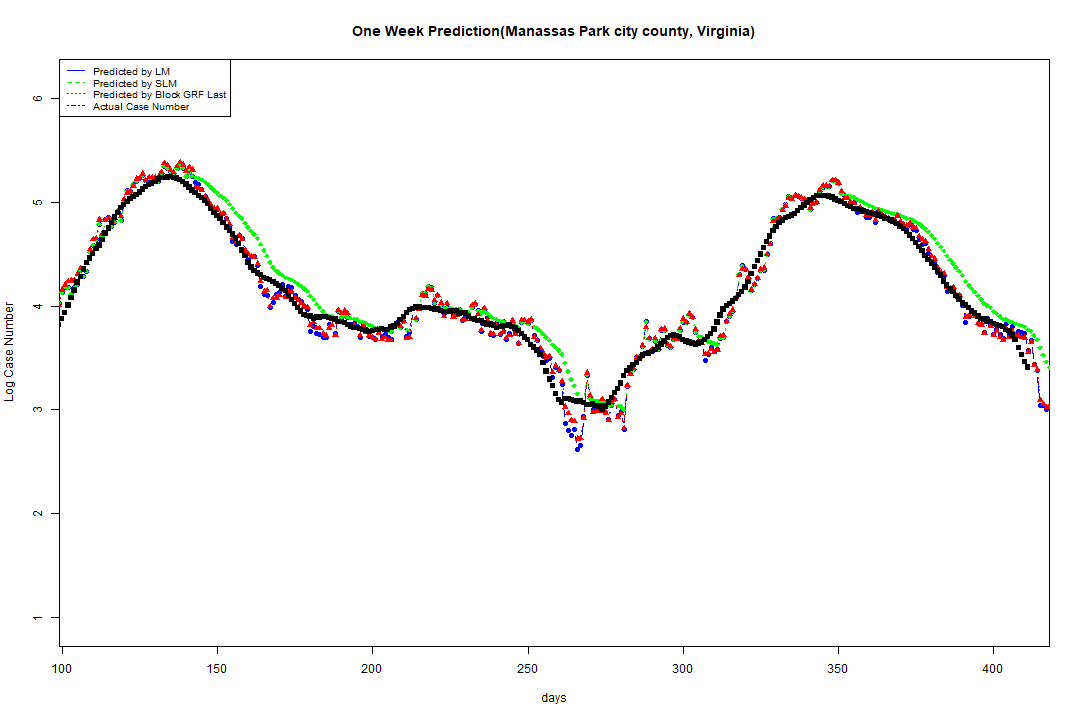 One Week Prediction(Manassas Park city county, Virginia)
Predicted by LM
Predicted by SLM
Predicted by Block GRF Last
Actual Case Number
Log Case Number
6
5
4
3
2
1
100 150 200 250 300 350 400
days